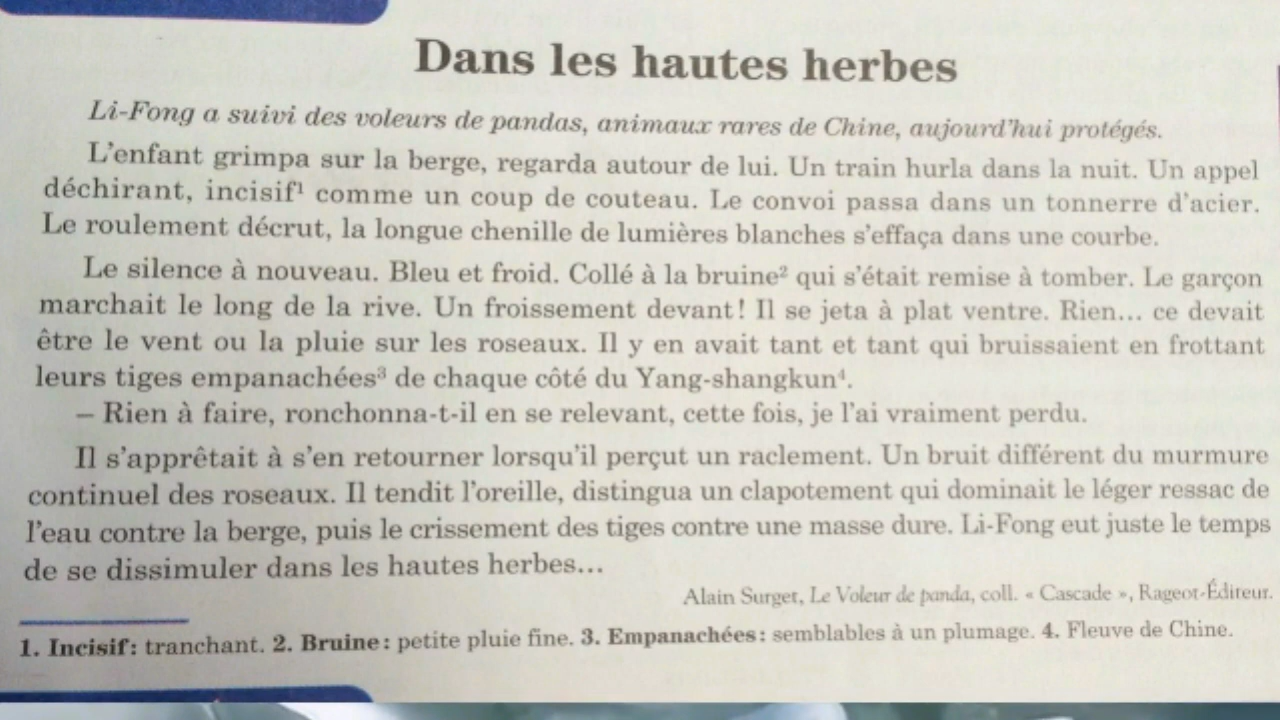 Dans les hautes herbes
Li-Fong a suivi des voleurs de pandas, animaux rares de Chine, aujourd'hui protégés.
L'enfant grimpa sur la berge, regarda autour de lui. Un train hurla dans la nuit. Un appel
déchirant, incisif¹ comme un coup de couteau. Le convoi passa dans un tonnerre d'acier.
Le roulement décrut, la longue chenille de lumières blanches s'effaça dans une courbe.
Le silence à nouveau. Bleu et froid. Collé à la bruine² qui s'était remise à tomber. Le garçon
marchait le long de la rive. Un froissement devant! Il se jeta à plat ventre. Rien... ce devait
être le vent ou la pluie sur les roseaux. Il y en avait tant et tant qui bruissaient en frottant
leurs tiges empanachées³ de chaque côté du Yang-shangkun⁴.
– Rien à faire, ronchonna-t-il en se relevant, cette fois, je l'ai vraiment perdu.
Il s'apprêtait à s'en retourner lorsqu'il perçut un raclement. Un bruit différent du murmure
continuel des roseaux. Il tendit l'oreille, distingua un clapotement qui dominait le léger ressac de
l'eau contre la berge, puis le crissement des tiges contre une masse dure. Li-Fong eut juste le temps
de se dissimuler dans les hautes herbes...
Alain Surget, Le Voleur de panda, coll. « Cascade », Rageot-Éditeur.
1. Incisif: tranchant. 2. Bruine: petite pluie fine. 3. Empanachées: semblables à un plumage. 4. Fleuve de Chine.